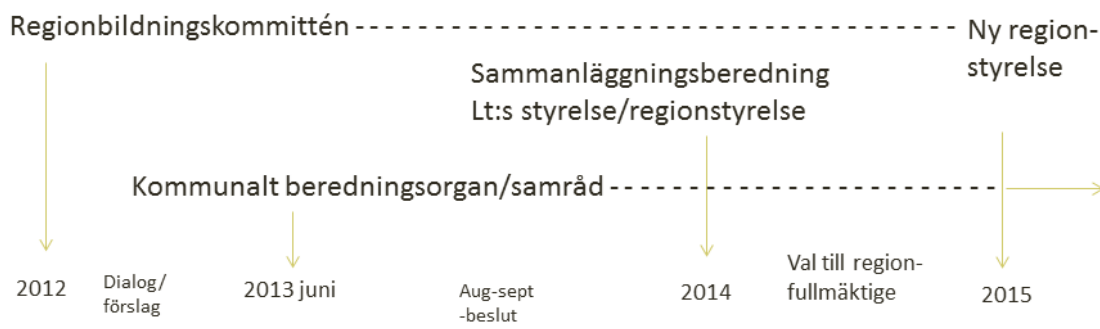 Regionbildningskommittén
Ny region-
styrelse
Sammanläggningsberedning
Lt:s styrelse/regionstyrelse
Kommunalt beredningsorgan/samråd
2012
Dialog/
förslag
2013 juni
Aug-sept
-beslut
2014
Val till region-
fullmäktige
2015